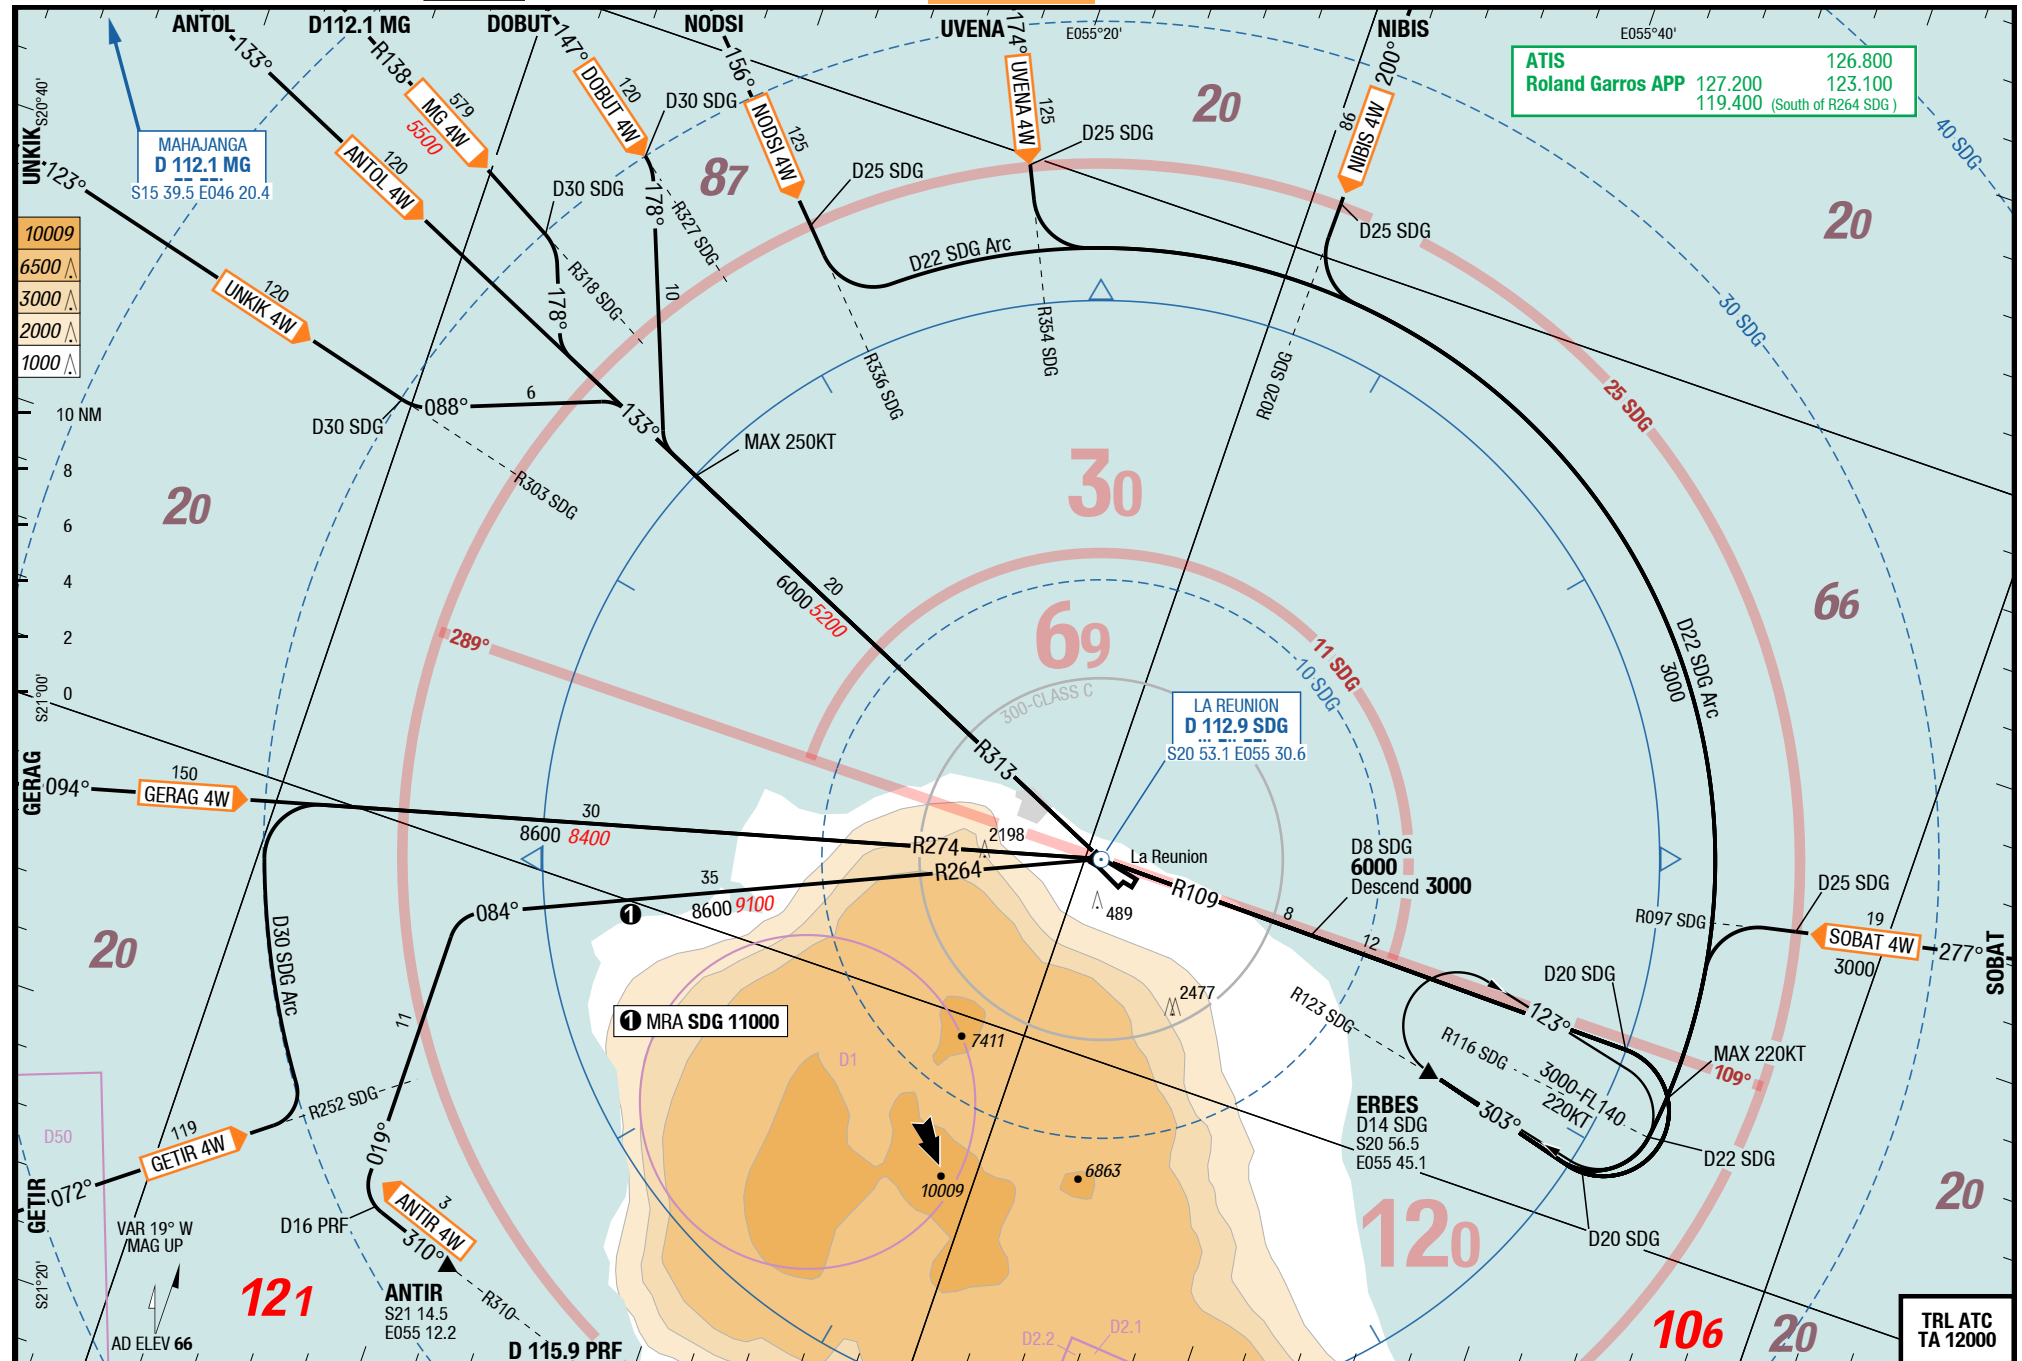 ANTOL
D112.1 MG
DOBUT
NODSI
UVENA
NIBIS
E055°20'
E055°40'
133°
R138
147°
156°
174°
200°
ATIS 126.800
Roland Garros APP 127.200 123.100
119.400 (South of R264 SDG )
S20°40'
UNKIK
123°
MAHAJANGA
D 112.1 MG
S15 39.5 E046 20.4
579
MG 4W
5500
120
ANTOL 4W
120
DOBUT 4W
D30 SDG
125
NODSI 4W
125
UVENA 4W
D25 SDG
86
NIBIS 4W
20
40 SDG
87
D30 SDG
D25 SDG
D25 SDG
20
178°
R327 SDG
D22 SDG Arc
10009
6500
3000
2000
1000
120
UNKIK 4W
R318 SDG
178°
10
R354 SDG
R336 SDG
R020 SDG
30 SDG
25 SDG
10 NM
8
6
4
2
0
D30 SDG
088°
6
133°
MAX 250KT
R303 SDG
20
30
20
6000 5200
66
289°
69
11 SDG
10 SDG
D22 SDG Arc
3000
S21°00'
300-CLASS C
LA REUNION
D 112.9 SDG
S20 53.1 E055 30.6
R313
GERAG
094°
150
GERAG 4W
30
8600 8400
R274
2198
La Reunion
R264
35
8600 9100
084°
1
489
R109
8
12
D8 SDG
6000
Descend 3000
D25 SDG
R097 SDG
19
SOBAT 4W
3000
277°
SOBAT
20
D30 SDG Arc
11
1 MRA SDG 11000
2477
7411
D1
R123 SDG
D20 SDG
123°
R116 SDG
MAX 220KT
109°
3000-FL140
220KT
303°
ERBES
D14 SDG
S20 56.5
E055 45.1
D22 SDG
D20 SDG
D50
R252 SDG
119
GETIR 4W
072°
GETIR
019°
3
ANTIR 4W
D16 PRF
310°
10009
6863
120
20
VAR 19° W
MAG UP
S21°20'
121
ANTIR
S21 14.5
E055 12.2
R310
AD ELEV 66
D 115.9 PRF
D2.2
D2.1
106
20
TRL ATC
TA 12000